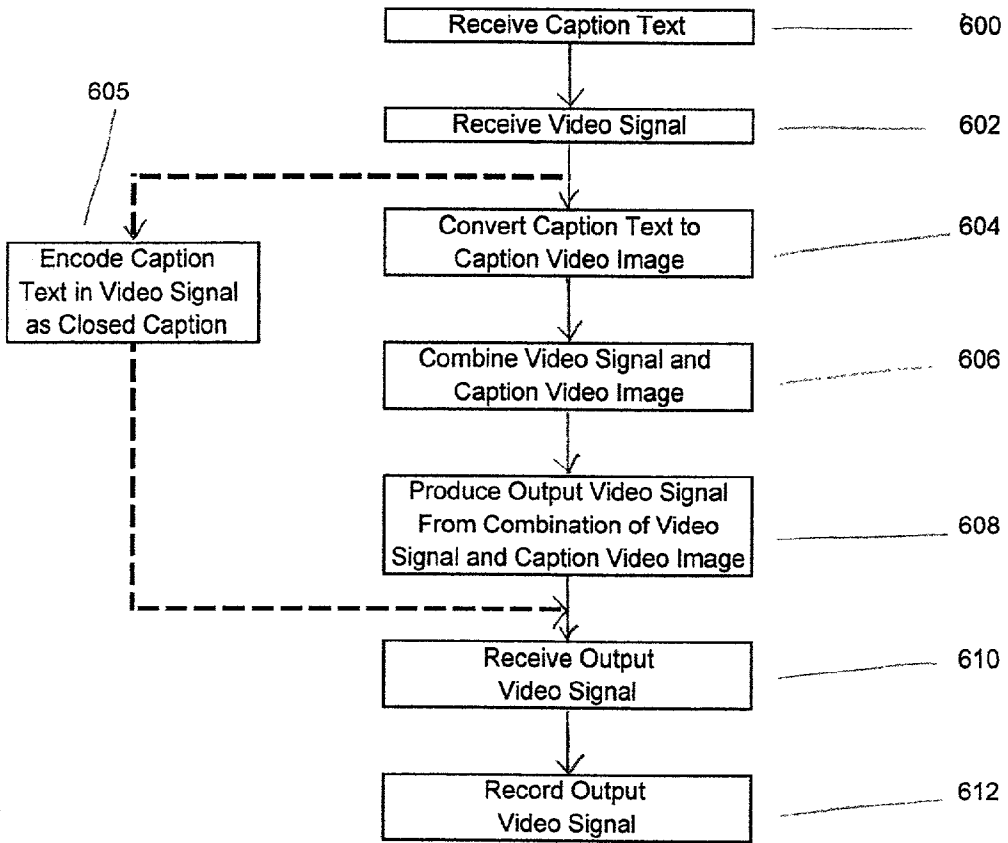 Receive Caption Text
600
605
Receive Video Signal
602
Convert Caption Text to
Caption Video Image
604
Encode Caption
Text in Video Signal
as Closed Caption
Combine Video Signal and
Caption Video Image
606
Produce Output Video Signal
From Combination of Video
Signal and Caption Video Image
608
Receive Output
Video Signal
610
Record Output
Video Signal
612